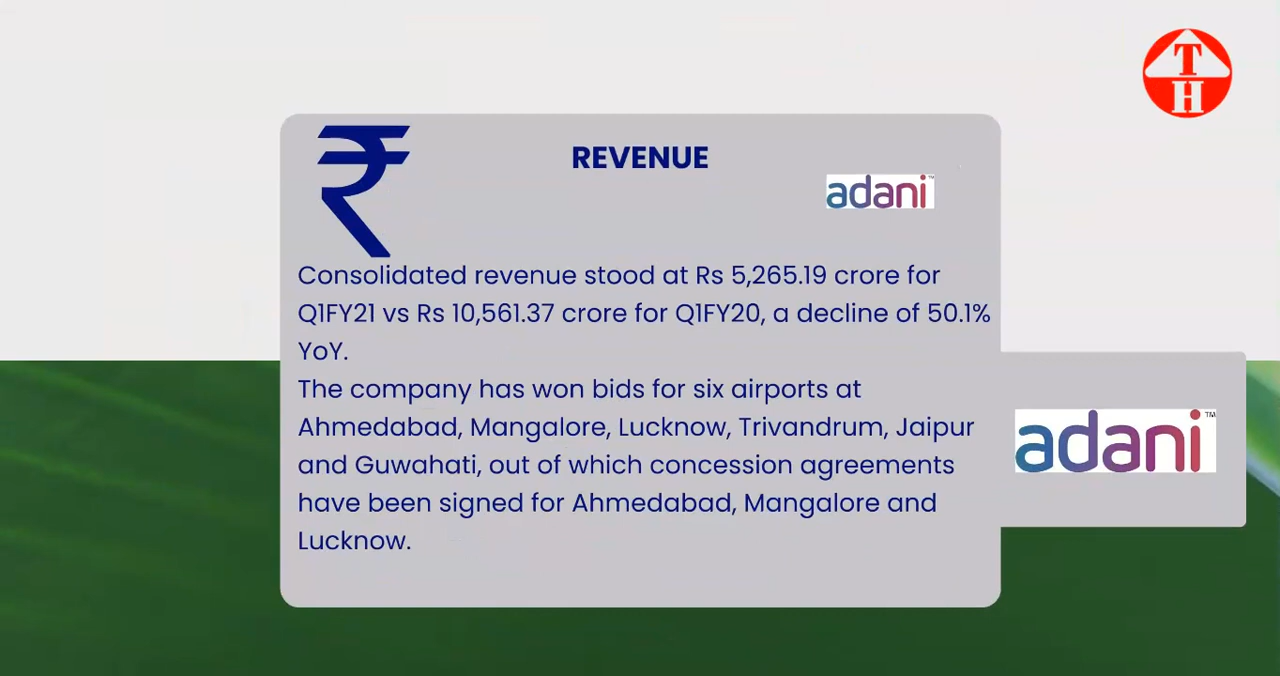 T
H
REVENUE
adani™
Consolidated revenue stood at Rs 5,265.19 crore for
Q1FY21 vs Rs 10,561.37 crore for Q1FY20, a decline of 50.1%
YoY.
The company has won bids for six airports at
Ahmedabad, Mangalore, Lucknow, Trivandrum, Jaipur
and Guwahati, out of which concession agreements
have been signed for Ahmedabad, Mangalore and
Lucknow.
adani™